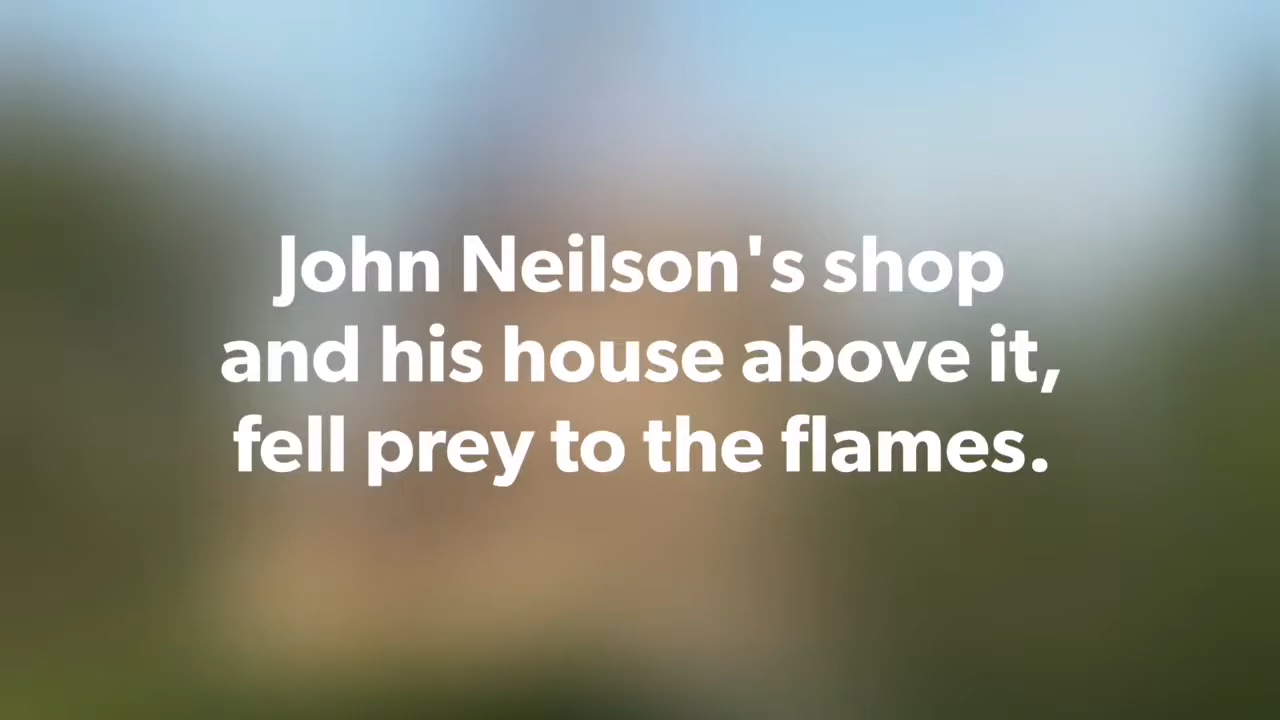 John Neilson's shop
and his house above it,
fell prey to the flames.